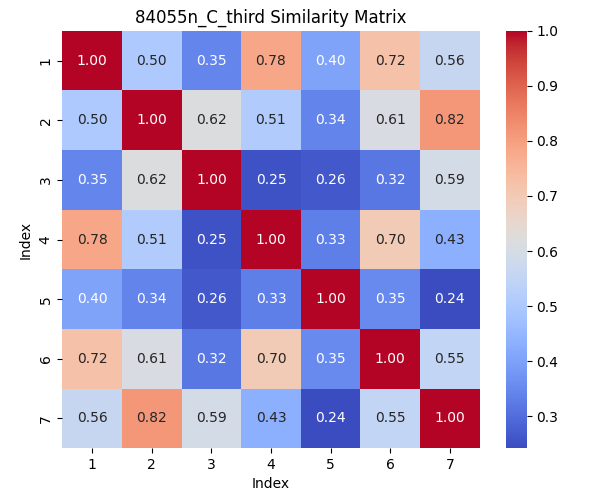 84055n_C_third Similarity Matrix
1 1.00 0.50 0.35 0.78 0.40 0.72 0.56
2 0.50 1.00 0.62 0.51 0.34 0.61 0.82
3 0.35 0.62 1.00 0.25 0.26 0.32 0.59
4 0.78 0.51 0.25 1.00 0.33 0.70 0.43
5 0.40 0.34 0.26 0.33 1.00 0.35 0.24
6 0.72 0.61 0.32 0.70 0.35 1.00 0.55
7 0.56 0.82 0.59 0.43 0.24 0.55 1.00
1 2 3 4 5 6 7
Index
Index
1.0
0.9
0.8
0.7
0.6
0.5
0.4
0.3